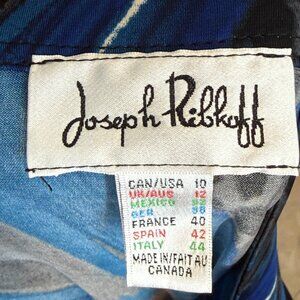 Joseph Ribkoff
CAN/USA 10
UK/AUS 12
MEXICO 32
GER 38
FRANCE 40
SPAIN 42
ITALY 44
MADE IN/FAIT AU
CANADA